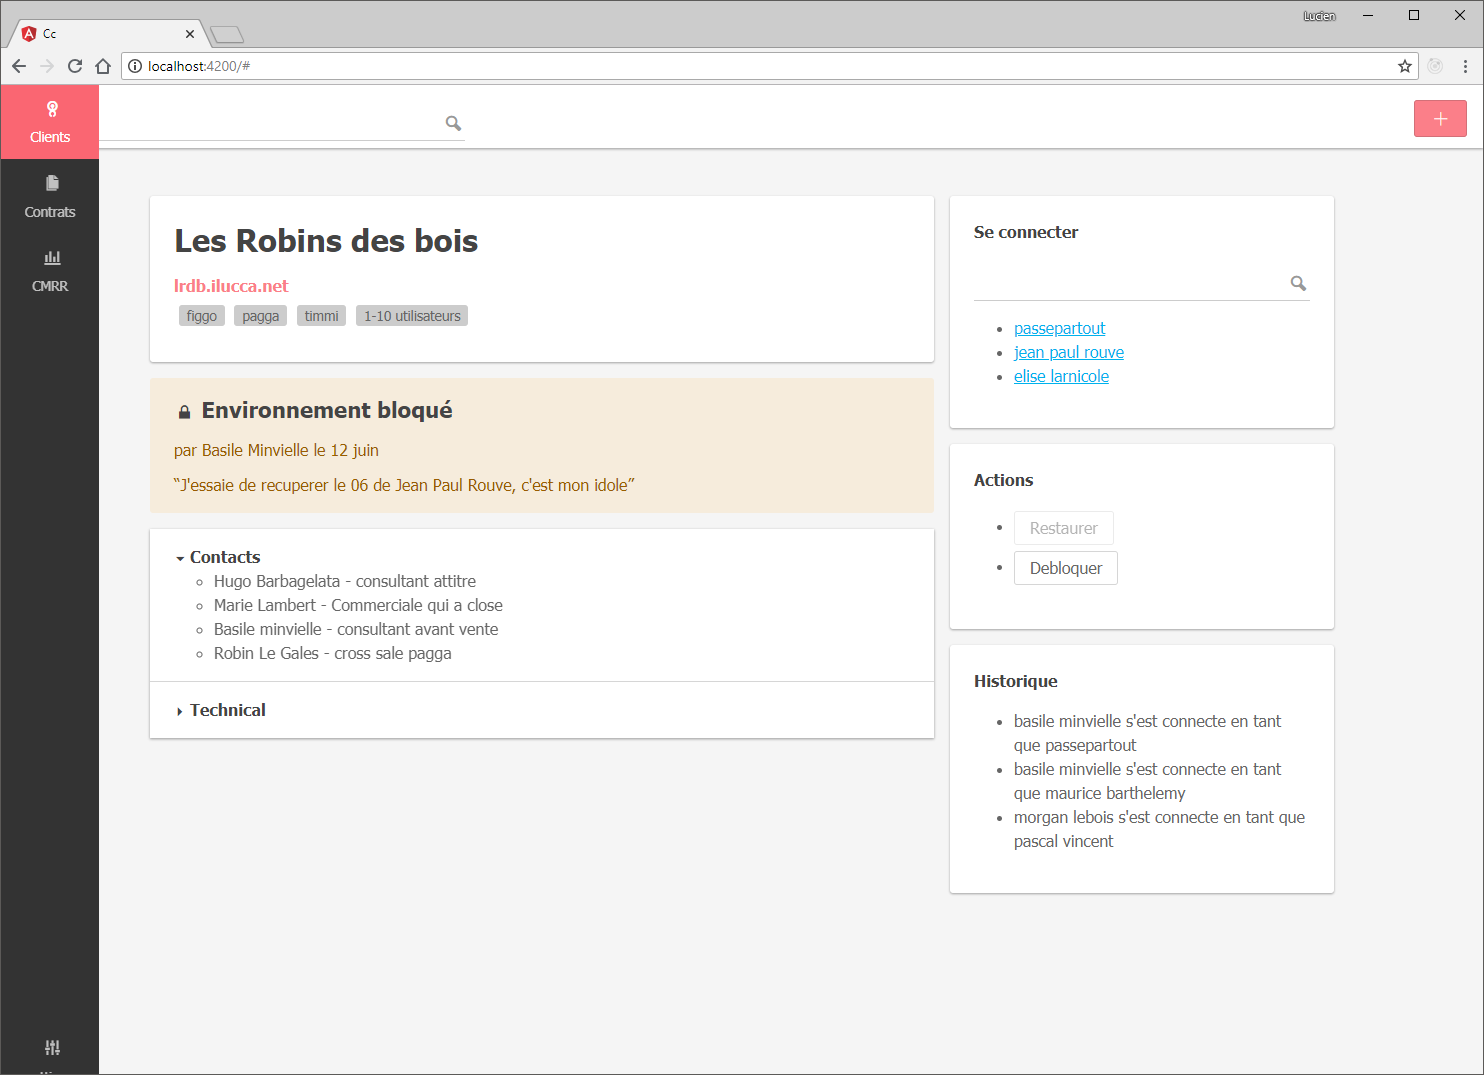 Lucien
Cc
localhost:4200/#
Clients
Contrats
CMRR
Les Robins des bois
lrdb.ilucca.net
figgo pagga timmi 1-10 utilisateurs
Environnement bloqué
par Basile Minvielle le 12 juin
“J'essaie de recuperer le 06 de Jean Paul Rouve, c'est mon idole”
Contacts
Hugo Barbagelata - consultant attitre
Marie Lambert - Commerciale qui a close
Basile minvielle - consultant avant vente
Robin Le Gales - cross sale pagga
Technical
Se connecter
passepartout
jean paul rouve
elise larnicole
Actions
Restaurer
Debloquer
Historique
basile minvielle s'est connecte en tant
que passepartout
basile minvielle s'est connecte en tant
que maurice barthelemy
morgan lebois s'est connecte en tant que
pascal vincent